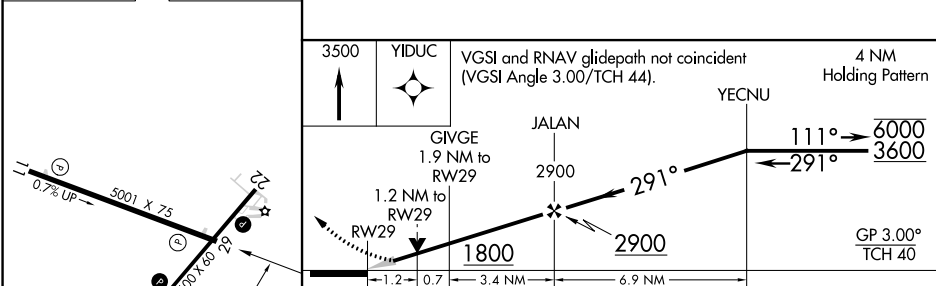 3500
YIDUC
VGSI and RNAV glidepath not coincident
(VGSI Angle 3.00/TCH 44).
4 NM
Holding Pattern
YECNU
JALAN
GIVGE
1.9 NM to
RW29
1.2 NM to
RW29
RW29
2900
111°
6000
3600
291°
291°
2900
1800
GP 3.00°
TCH 40
1.2
0.7
3.4 NM
6.9 NM
11
P
0.7% UP
5001 X 75
22
P
P
29
00 X 60
P